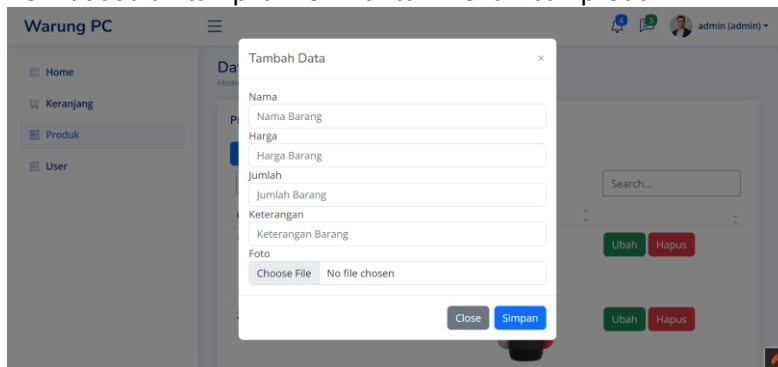 Warung PC
4
admin (admin)
Home
Keranjang
Produk
User
Tambah Data
×
Nama
Nama Barang
Harga
Harga Barang
Jumlah
Jumlah Barang
Keterangan
Keterangan Barang
Foto
Choose File No file chosen
Close Simpan
Search...
Ubah Hapus
Ubah Hapus